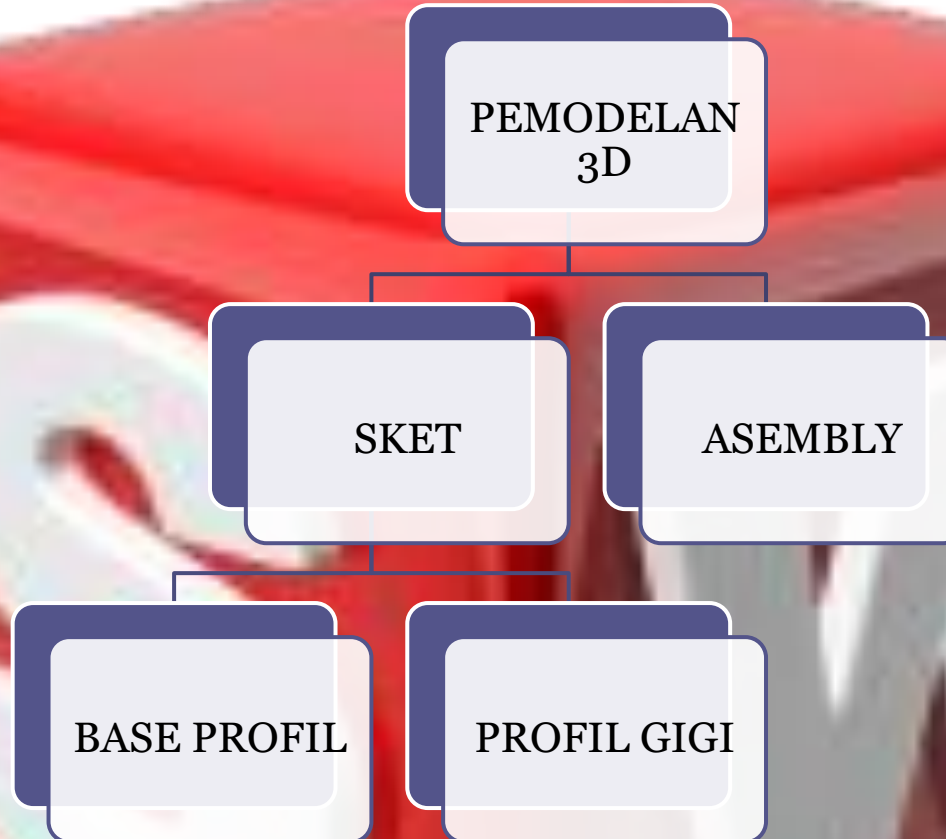 PEMODELAN
3D
SKET
ASEMBLY
BASE PROFIL
PROFIL GIGI